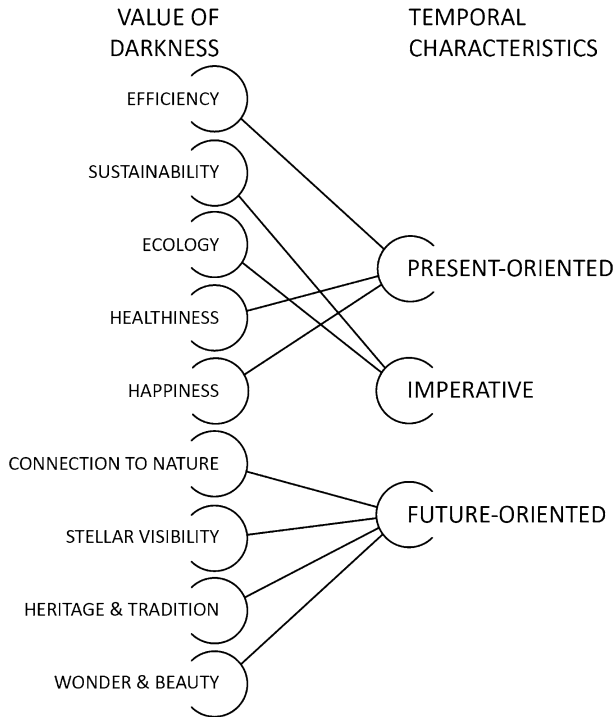 VALUE OF
DARKNESS
TEMPORAL
CHARACTERISTICS
EFFICIENCY
SUSTAINABILITY
ECOLOGY
HEALTHINESS
HAPPINESS
CONNECTION TO NATURE
STELLAR VISIBILITY
HERITAGE & TRADITION
WONDER & BEAUTY
PRESENT-ORIENTED
IMPERATIVE
FUTURE-ORIENTED